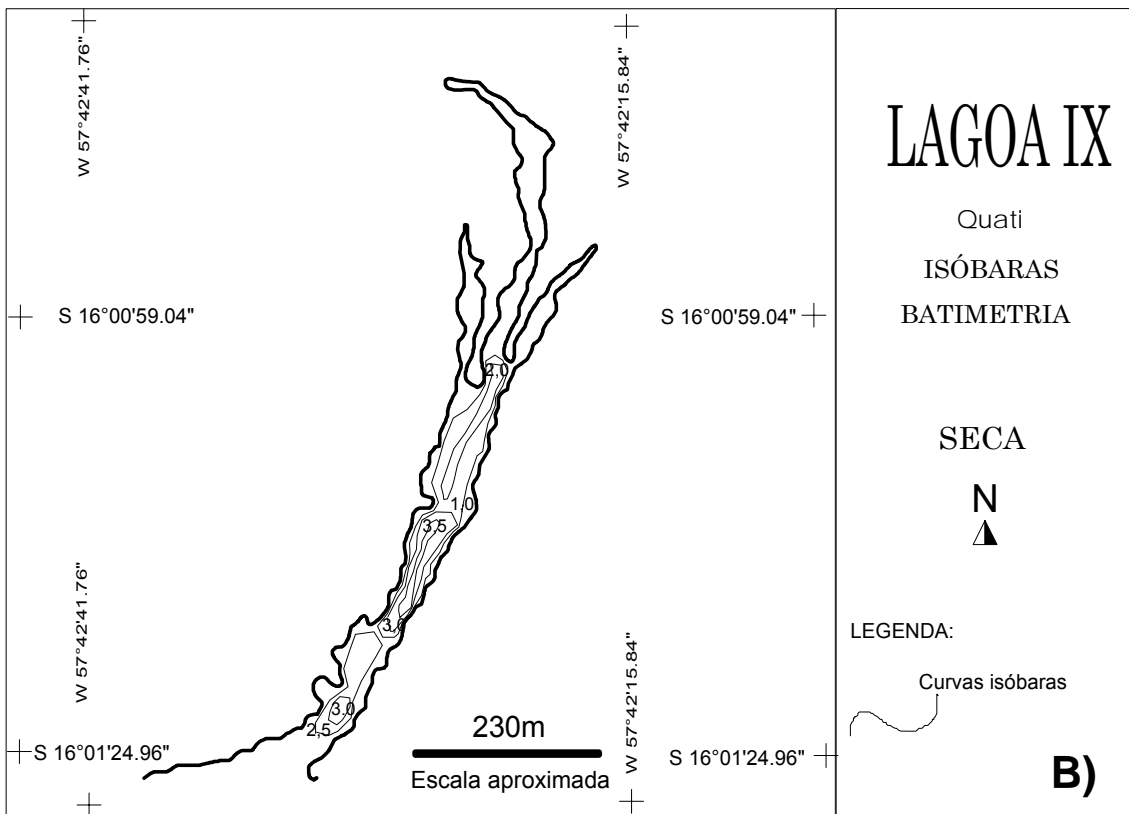 W 57°42'41.76"
W 57°42'15.84"
S 16°00'59.04"
S 16°00'59.04"
2,0
1,0
3,5
3,0
3.0
2,5
W 57°42'41.76"
W 57°42'15.84"
S 16°01'24.96"
S 16°01'24.96"
230m
Escala aproximada
LAGOA IX
Quati
ISÓBARAS
BATIMETRIA
SECA
N
LEGENDA:
Curvas isóbaras
B)